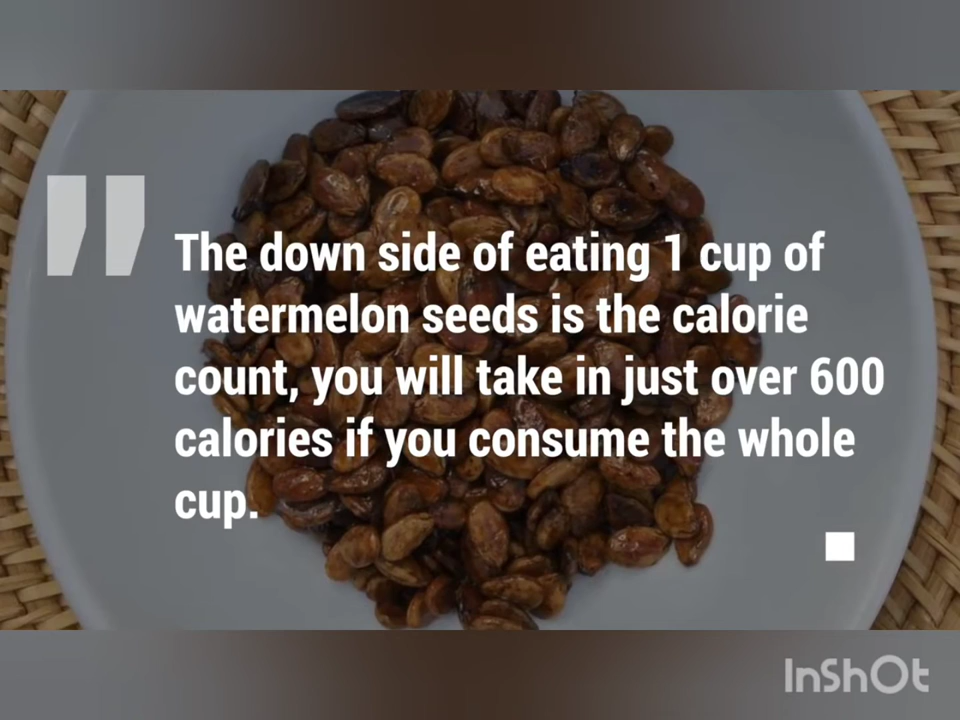 The down side of eating 1 cup of
watermelon seeds is the calorie
count, you will take in just over 600
calories if you consume the whole
cup.
InShOt